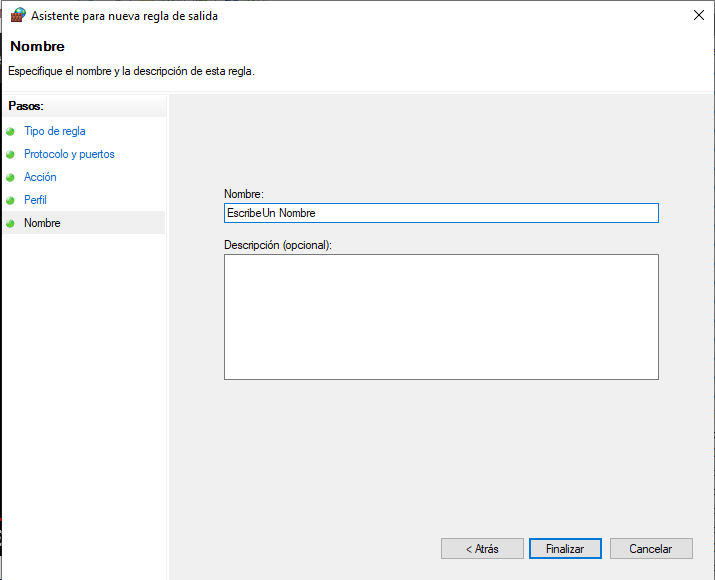 Asistente para nueva regla de salida
Nombre
Especifique el nombre y la descripción de esta regla.
Pasos:
Tipo de regla
Protocolo y puertos
Acción
Perfil
Nombre
Nombre:
EscribeUn Nombre
Descripción (opcional):
< Atrás
Finalizar
Cancelar